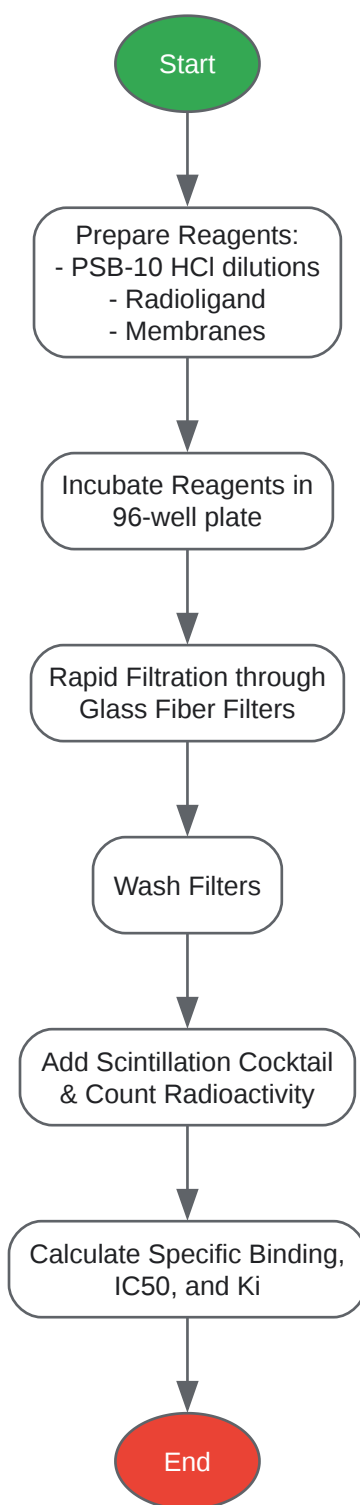 Start
Prepare Reagents:
- PSB-10 HCl dilutions
- Radioligand
- Membranes
Incubate Reagents in
96-well plate
Rapid Filtration through
Glass Fiber Filters
Wash Filters
Add Scintillation Cocktail
& Count Radioactivity
Calculate Specific Binding,
IC50, and Ki
End